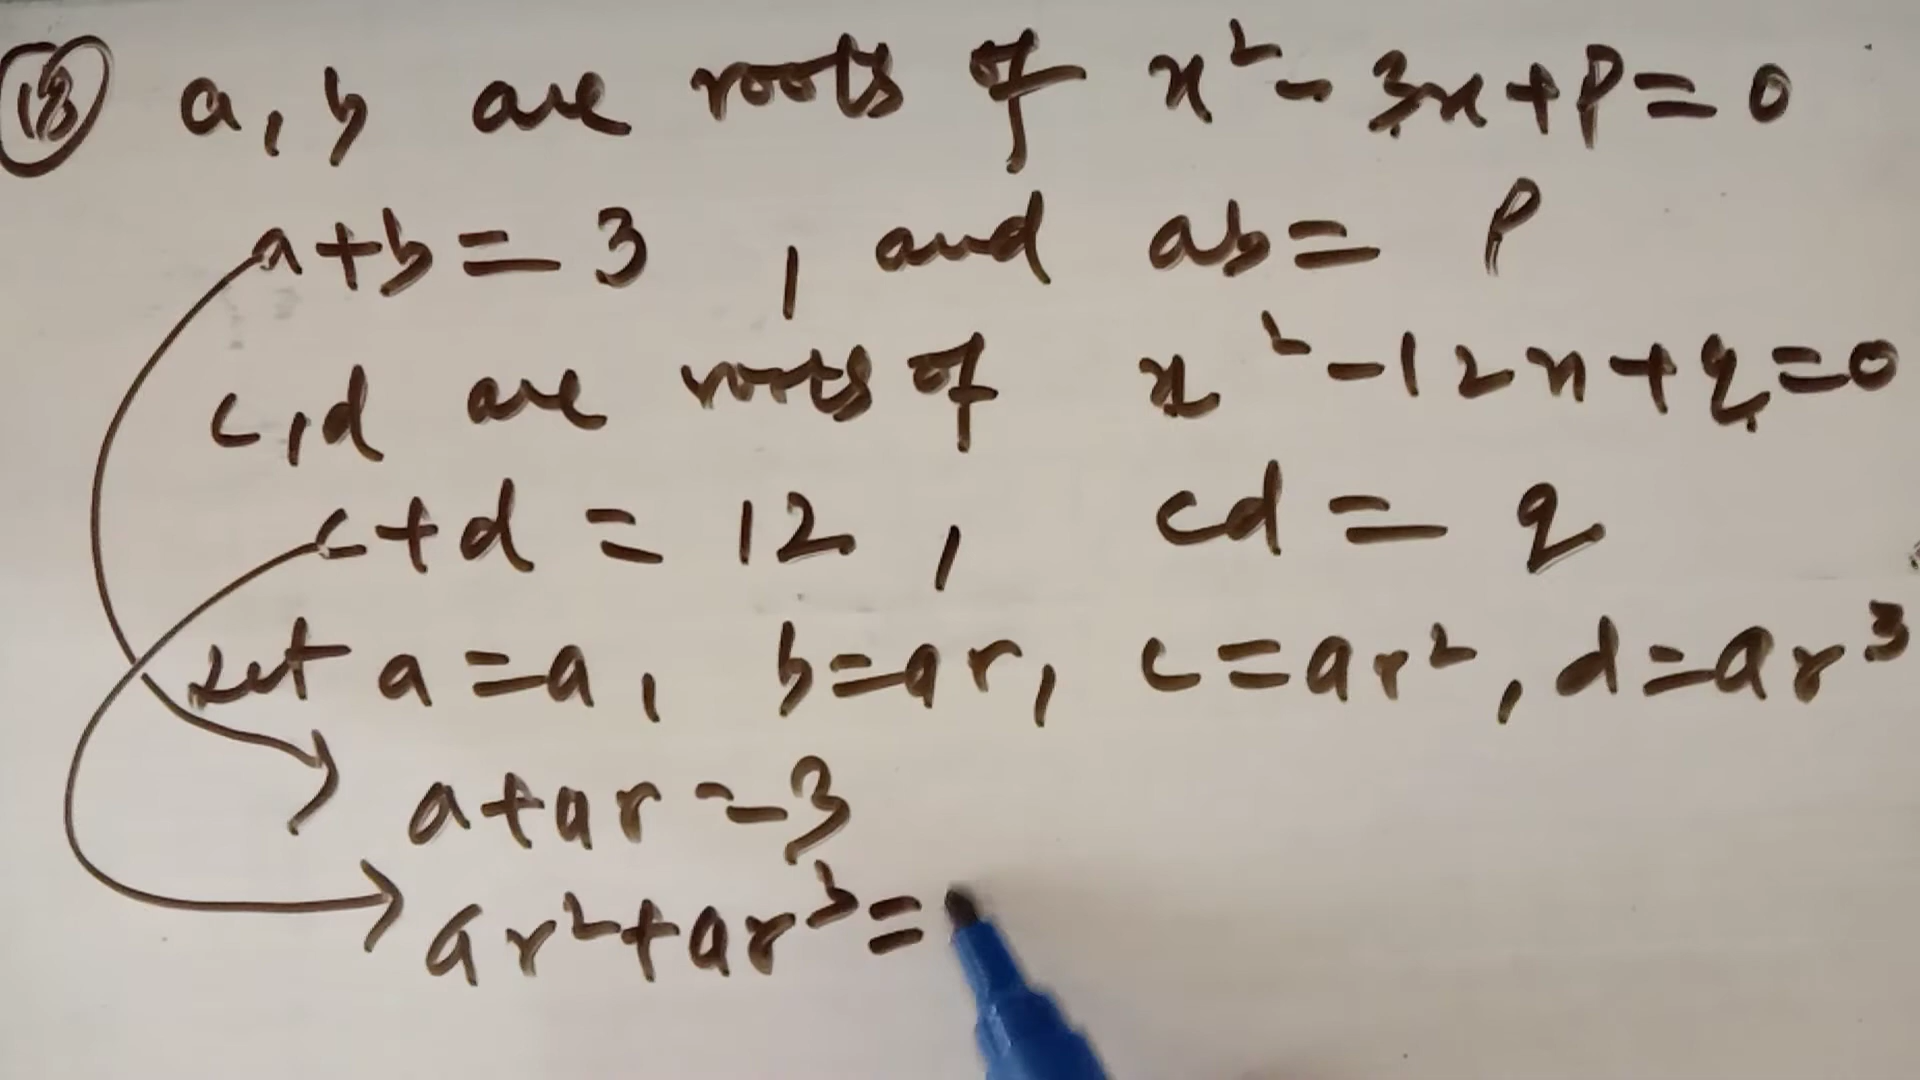 18 a, b are roots of x² - 3x + p = 0
a + b = 3, and ab = p
c, d are roots of x² - 12x + q = 0
c + d = 12, cd = q
Let a = a, b = ar, c = ar², d = ar³
a + ar = 3
ar² + ar³ =